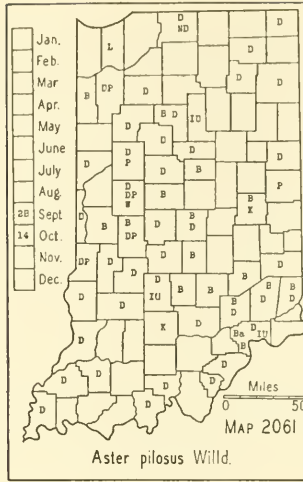 Jan.
Feb.
Mar
Apr.
May
June
July
Aug.
28 Sept
14 Oct.
Nov.
Dec.
D
ND
L
D
D
B
DP
D
D
B D
IU
D
D
P
D
B
D
D
D
DP
W
B
B
B
X
P
D
B
B
DP
D
B
D
DP
D
D
B
B
D
D
IU
B
B
B
D
B
D
B
D
D
D
X
D
Ba
B
D
IU
D
D
D
D
D
D
D
Miles
0 50
MAP 2061
Aster pilosus Willd.